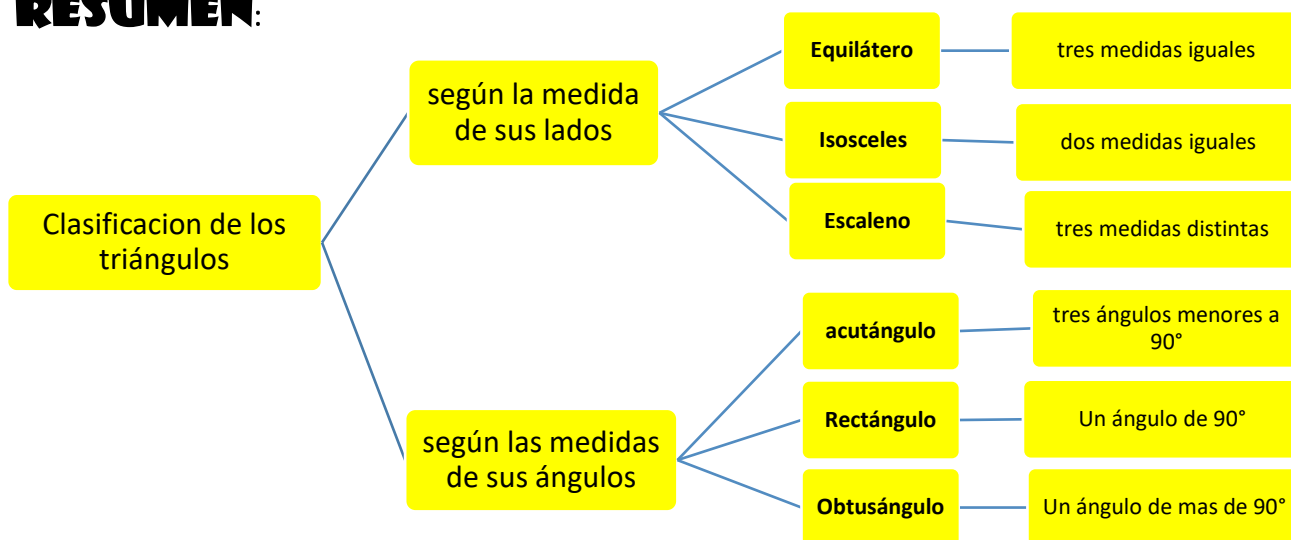 RESUMEN:
Clasificacion de los
triángulos
según la medida
de sus lados
Equilátero
tres medidas iguales
Isosceles
dos medidas iguales
Escaleno
tres medidas distintas
según las medidas
de sus ángulos
acutángulo
tres ángulos menores a
90°
Rectángulo
Un ángulo de 90°
Obtusángulo
Un ángulo de mas de 90°